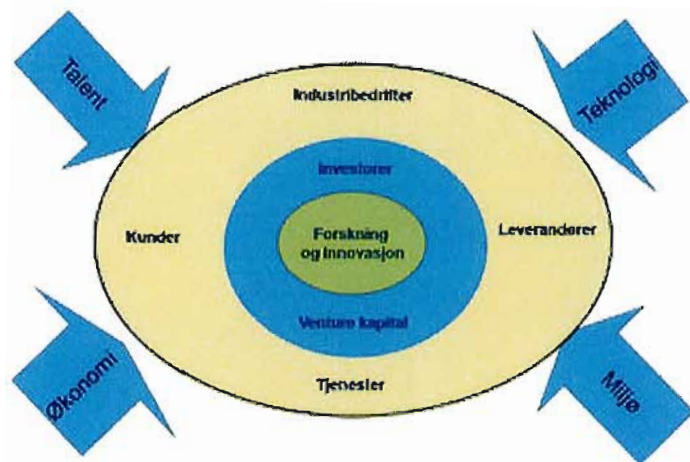 Talent
Teknologi
Industribedrifter
Investorer
Kunder
Forskning
og innovasjon
Leverandører
Venture kapital
Tjenester
Økonomi
Miljø